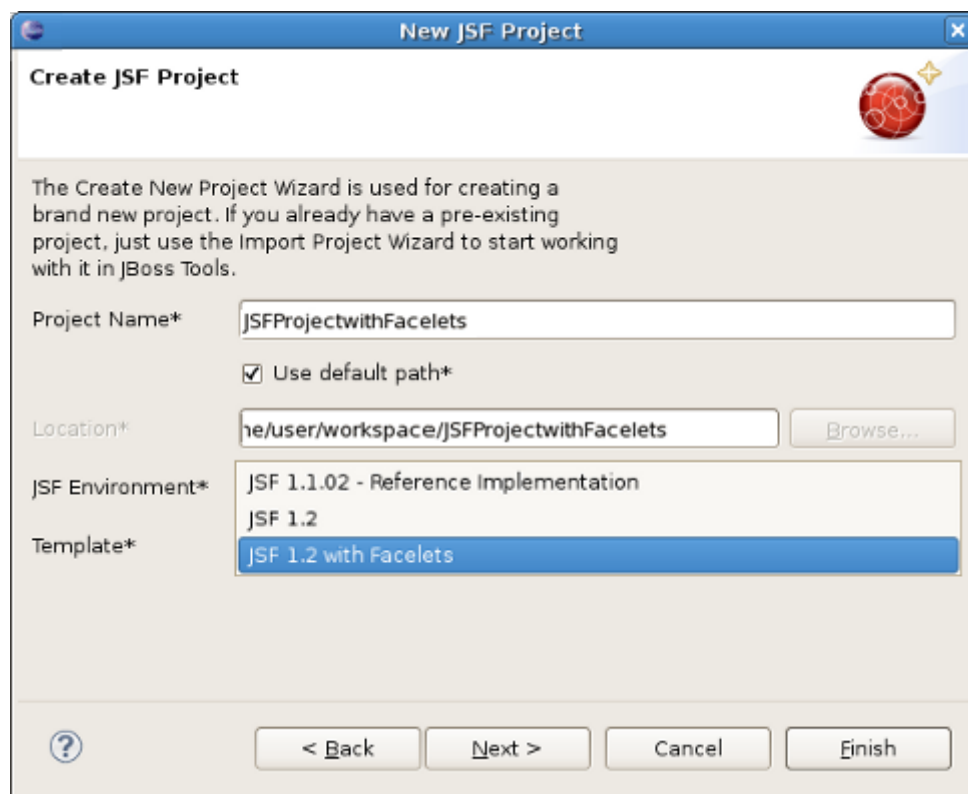 New JSF Project
Create JSF Project
The Create New Project Wizard is used for creating a
brand new project. If you already have a pre-existing
project, just use the Import Project Wizard to start working
with it in JBoss Tools.
Project Name* JSFProjectwithFacelets
Use default path*
Location* ne/user/workspace/JSFProjectwithFacelets Browse...
JSF Environment* JSF 1.1.02 - Reference Implementation
JSF 1.2
Template* JSF 1.2 with Facelets
? < Back Next > Cancel Finish